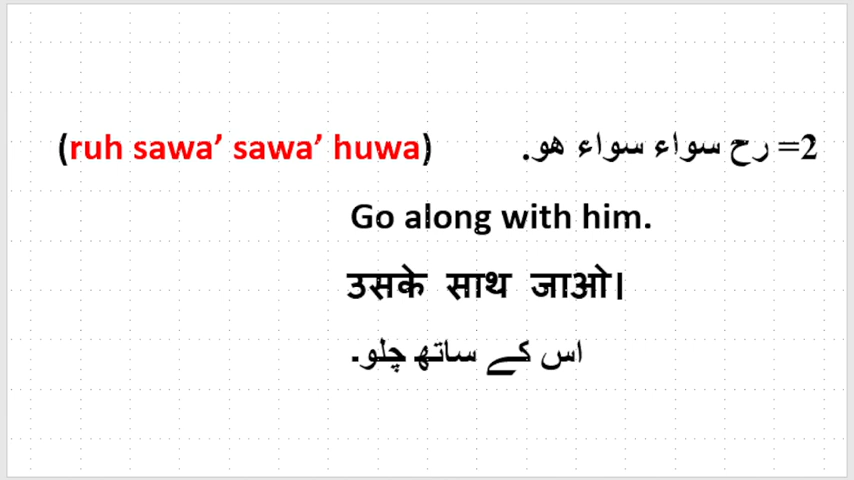 (ruh sawa’ sawa’ huwa) 2= رح سواء سواء هو.
Go along with him.
उसके साथ जाओ।
اس کے ساتھ چلو۔